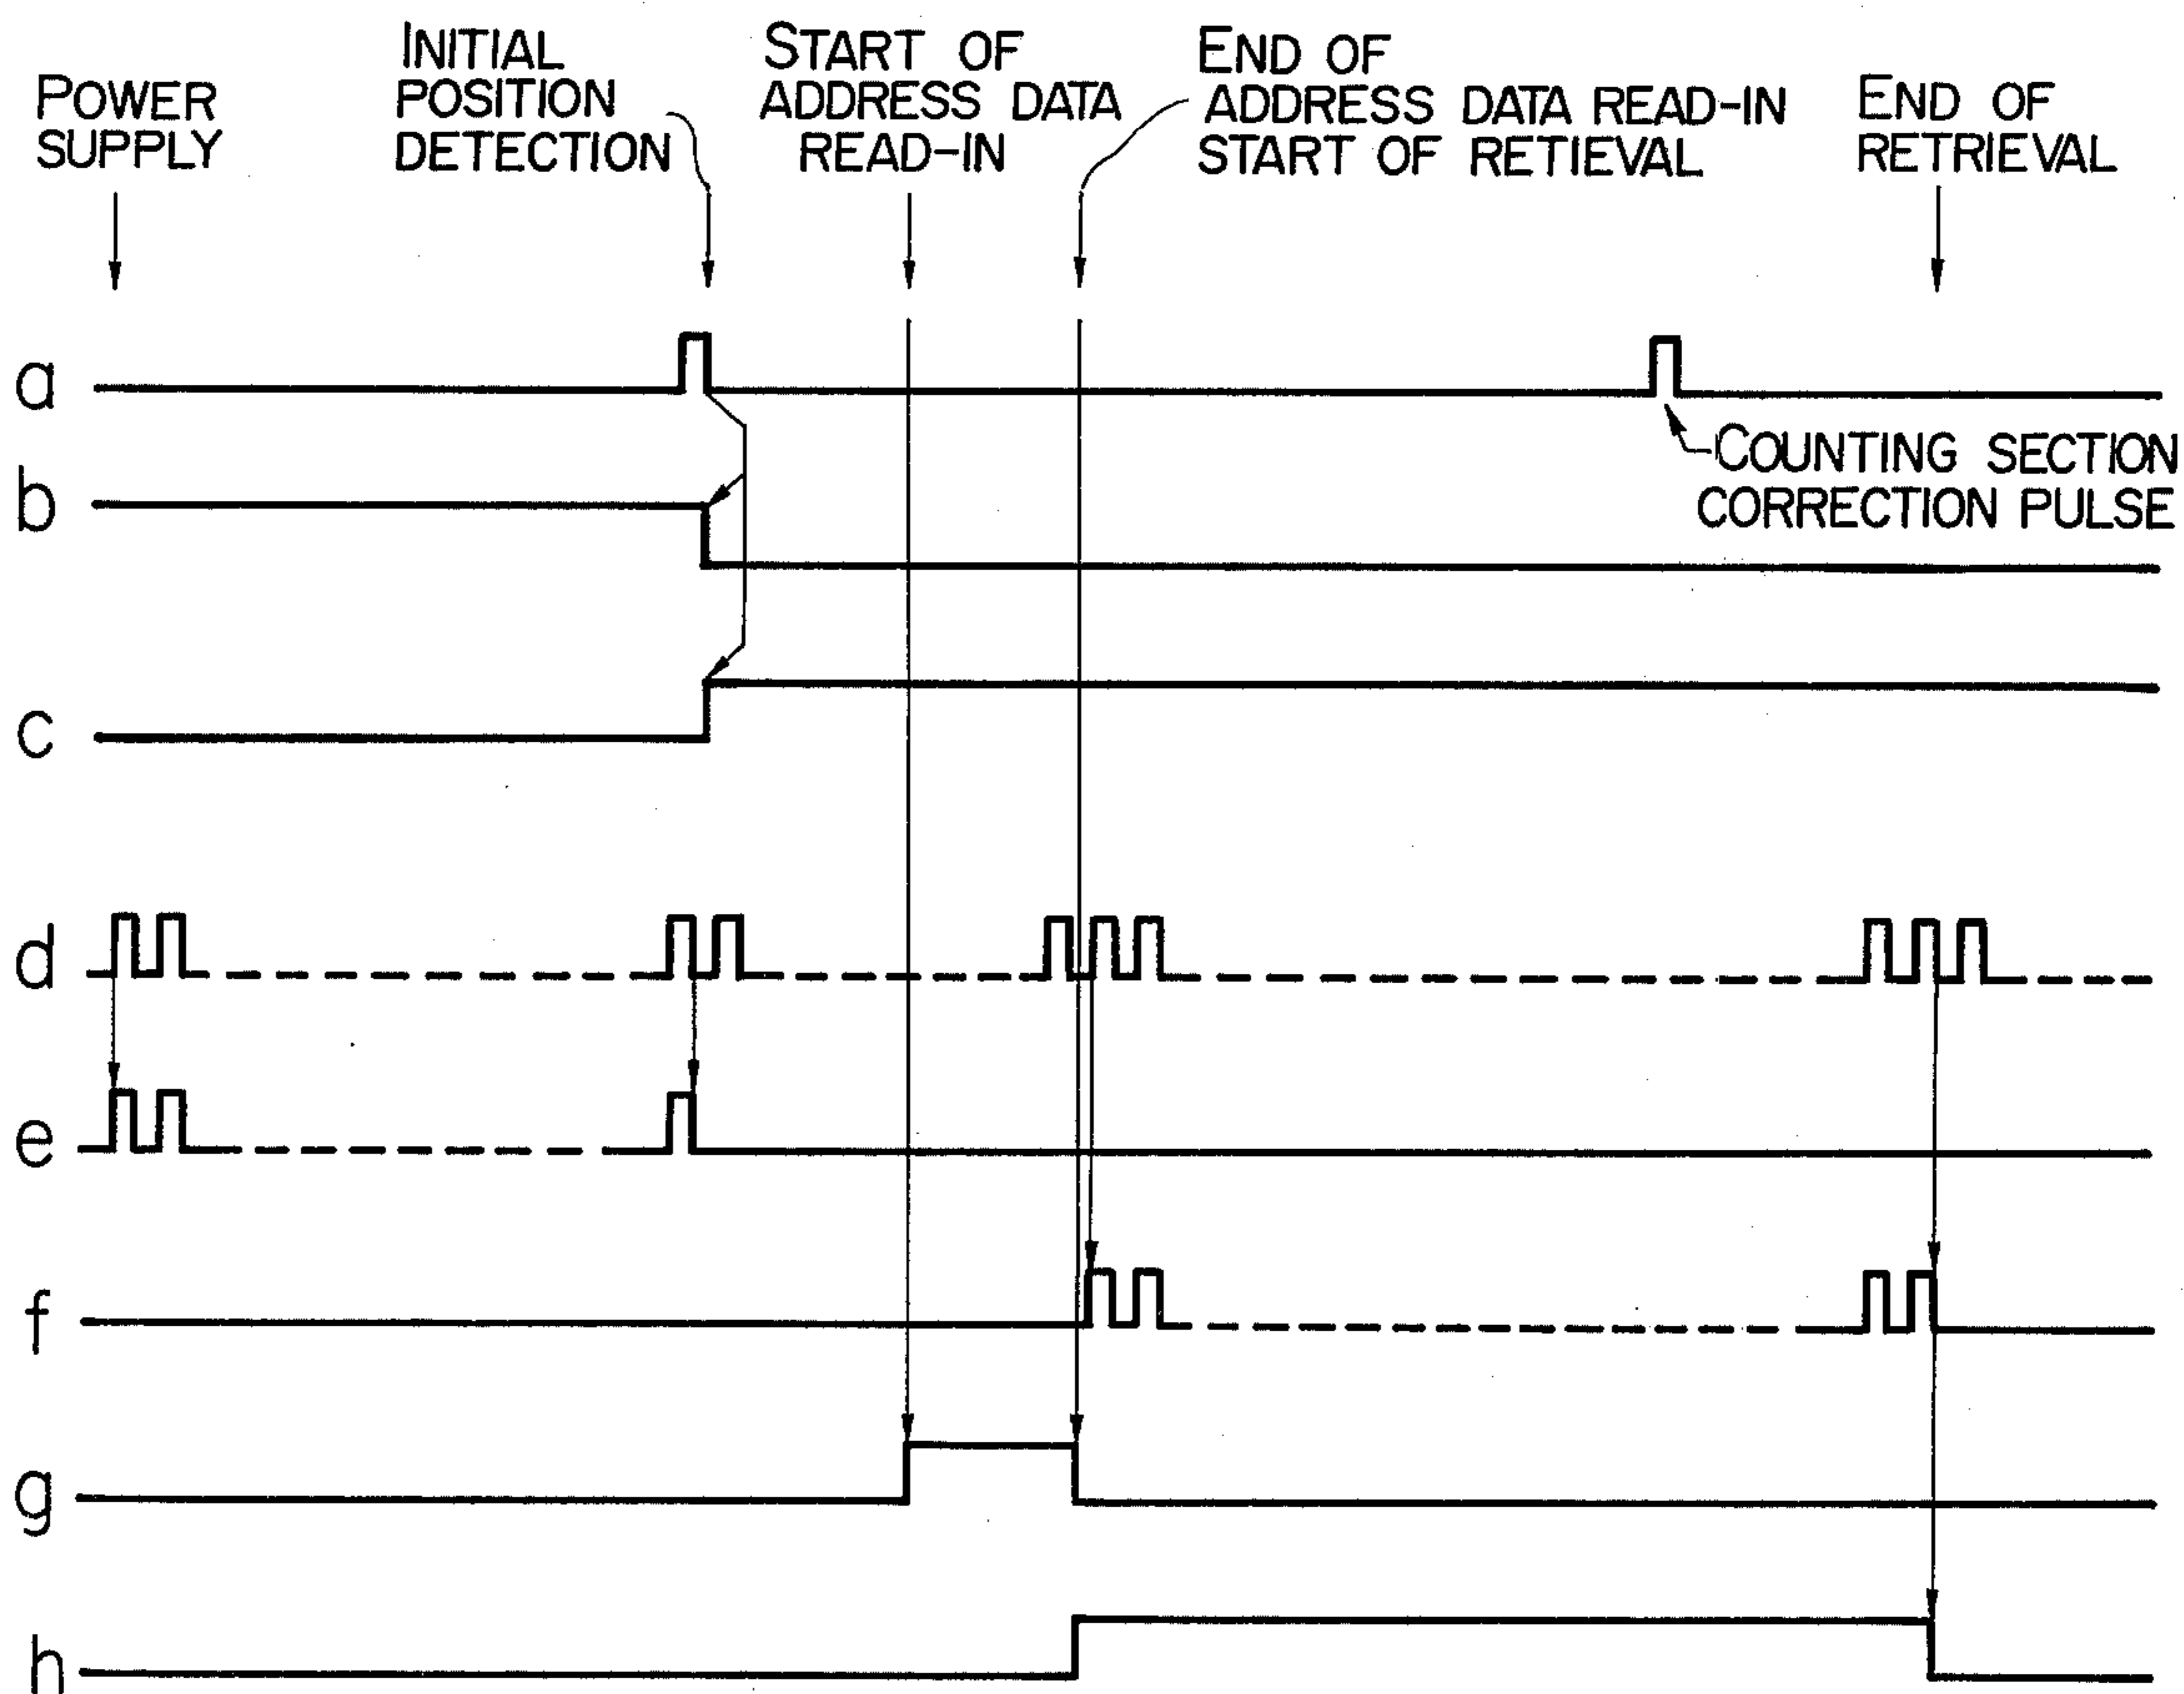 POWER
SUPPLY
INITIAL
POSITION
DETECTION
START OF
ADDRESS DATA
READ-IN
END OF
ADDRESS DATA READ-IN
START OF RETIEVAL
END OF
RETRIEVAL
a
COUNTING SECTION
CORRECTION PULSE
b
c
d
e
f
g
h